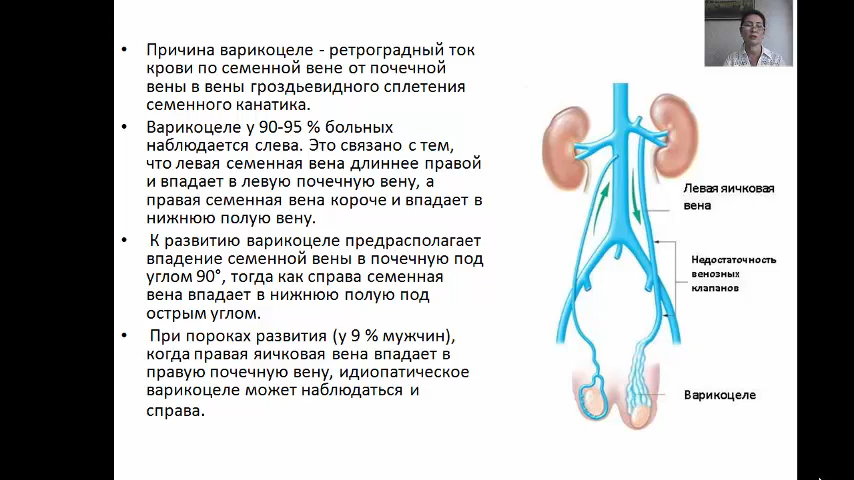 • Причина варикоцеле - ретроградный ток
крови по семенной вене от почечной
вены в вены гроздьевидного сплетения
семенного канатика.
• Варикоцеле у 90-95 % больных
наблюдается слева. Это связано с тем,
что левая семенная вена длиннее правой
и впадает в левую почечную вену, а
правая семенная вена короче и впадает в
нижнюю полую вену.
• К развитию варикоцеле предрасполагает
впадение семенной вены в почечную под
углом 90°, тогда как справа семенная
вена впадает в нижнюю полую под
острым углом.
• При пороках развития (у 9 % мужчин),
когда правая яичковая вена впадает в
правую почечную вену, идиопатическое
варикоцеле может наблюдаться и
справа.
Левая яичковая
вена
Недостаточность
венозных
клапанов
Варикоцеле